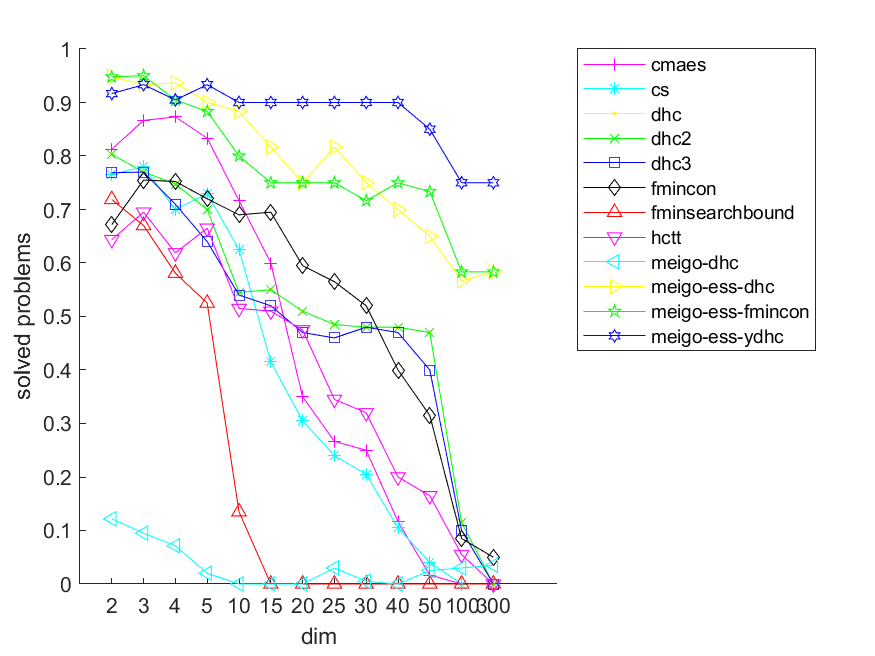 1
0.9
0.8
0.7
0.6
0.5
0.4
0.3
0.2
0.1
0
solved problems
2 3 4 5 10 15 20 25 30 40 50 100 300
dim
cmaes
cs
dhc
dhc2
dhc3
fmincon
fminsearchbound
hctt
meigo-dhc
meigo-ess-dhc
meigo-ess-fmincon
meigo-ess-ydhc